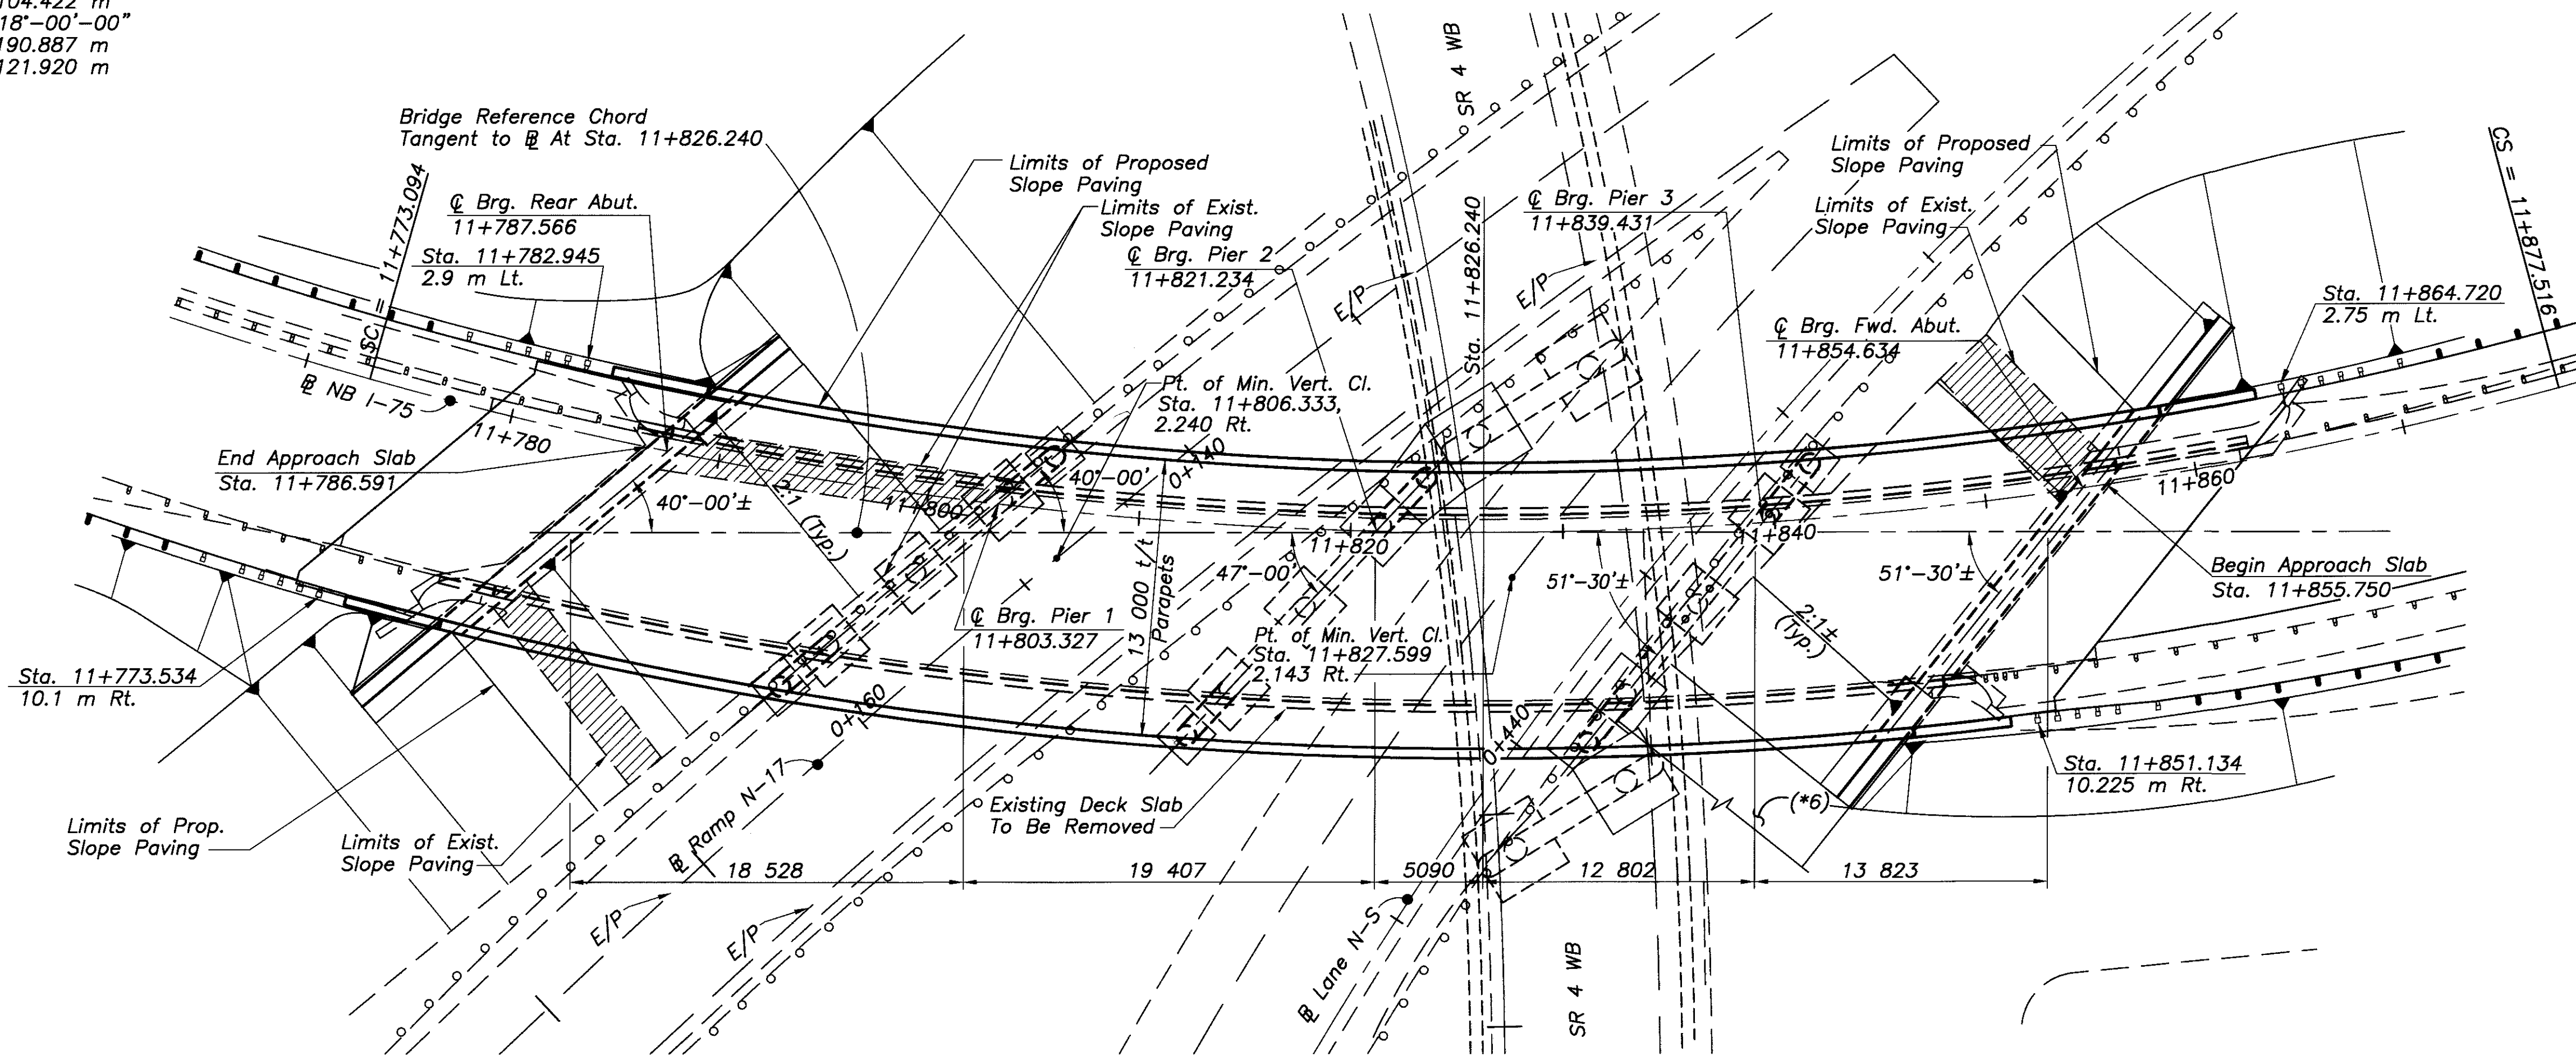 104.422 m
18°-00'-00"
190.887 m
121.920 m
Bridge Reference Chord
Tangent to ⅊ At Sta. 11+826.240
SC = 11+773.094
℄ Brg. Rear Abut.
11+787.566
Sta. 11+782.945
2.9 m Lt.
Limits of Proposed
Slope Paving
Limits of Exist.
Slope Paving
℄ Brg. Pier 2
11+821.234
SR 4 WB
Sta. 11+826.240
℄ Brg. Pier 3
11+839.431
E/P
E/P
Limits of Proposed
Slope Paving
Limits of Exist.
Slope Paving
CS = 11+877.516
Sta. 11+864.720
2.75 m Lt.
℄ Brg. Fwd. Abut.
11+854.634
Pt. of Min. Vert. Cl.
Sta. 11+806.333,
2.240 Rt.
NB I-75
11+780
End Approach Slab
Sta. 11+786.591
40°-00'±
2:1 (Typ.)
11+800
40°-00'
0+140
11+820
11+840
11+860
47°-00'
51°-30'±
51°-30'±
Begin Approach Slab
Sta. 11+855.750
℄ Brg. Pier 1
11+803.327
13 000 t/t
Parapets
Pt. of Min. Vert. Cl.
Sta. 11+827.599
2.143 Rt.
2:1±
(Typ.)
Sta. 11+773.534
10.1 m Rt.
0+160
0+440
Sta. 11+851.134
10.225 m Rt.
Existing Deck Slab
To Be Removed
(*6)
Limits of Prop.
Slope Paving
Limits of Exist.
Slope Paving
Ramp N-17
18 528
19 407
5090
12 802
13 823
E/P
E/P
Lane N-S
SR 4 WB